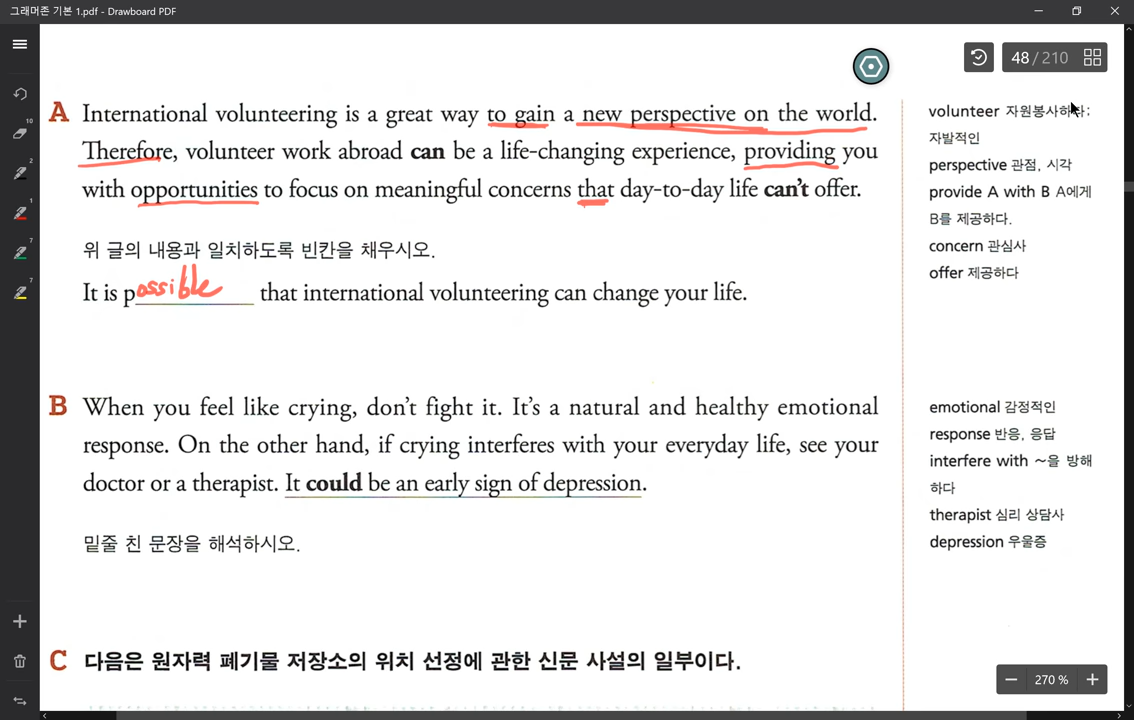 그래머존 기본 1.pdf - Drawboard PDF
48 / 210
A International volunteering is a great way to gain a new perspective on the world.
Therefore, volunteer work abroad can be a life-changing experience, providing you
with opportunities to focus on meaningful concerns that day-to-day life can't offer.
위 글의 내용과 일치하도록 빈칸을 채우시오.
It is possible that international volunteering can change your life.
volunteer 자원봉사하다;
자발적인
perspective 관점, 시각
provide A with B A에게
B를 제공하다.
concern 관심사
offer 제공하다
B When you feel like crying, don't fight it. It's a natural and healthy emotional
response. On the other hand, if crying interferes with your everyday life, see your
doctor or a therapist. It could be an early sign of depression.
밑줄 친 문장을 해석하시오.
emotional 감정적인
response 반응, 응답
interfere with ~을 방해
하다
therapist 심리 상담사
depression 우울증
C 다음은 원자력 폐기물 저장소의 위치 선정에 관한 신문 사설의 일부이다.
10
2
1
7
7
270 %